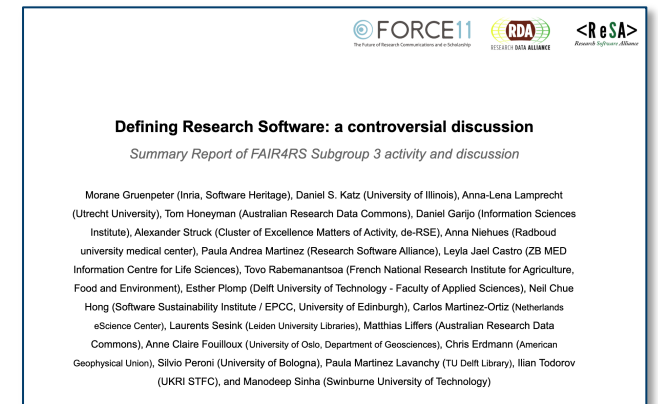 FORCE11
The Future of Research Communications and e-Scholarship
RDA
RESEARCH DATA ALLIANCE
<ReSA>
Research Software Alliance
Defining Research Software: a controversial discussion
Summary Report of FAIR4RS Subgroup 3 activity and discussion
Morane Gruenpeter (Inria, Software Heritage), Daniel S. Katz (University of Illinois), Anna-Lena Lamprecht
(Utrecht University), Tom Honeyman (Australian Research Data Commons), Daniel Garijo (Information Sciences
Institute), Alexander Struck (Cluster of Excellence Matters of Activity, de-RSE), Anna Niehues (Radboud
university medical center), Paula Andrea Martinez (Research Software Alliance), Leyla Jael Castro (ZB MED
Information Centre for Life Sciences), Tovo Rabemanantsoa (French National Research Institute for Agriculture,
Food and Environment), Esther Plomp (Delft University of Technology - Faculty of Applied Sciences), Neil Chue
Hong (Software Sustainability Institute / EPCC, University of Edinburgh), Carlos Martinez-Ortiz (Netherlands
eScience Center), Laurents Sesink (Leiden University Libraries), Matthias Liffers (Australian Research Data
Commons), Anne Claire Fouilloux (University of Oslo, Department of Geosciences), Chris Erdmann (American
Geophysical Union), Silvio Peroni (University of Bologna), Paula Martinez Lavanchy (TU Delft Library), Ilian Todorov
(UKRI STFC), and Manodeep Sinha (Swinburne University of Technology)